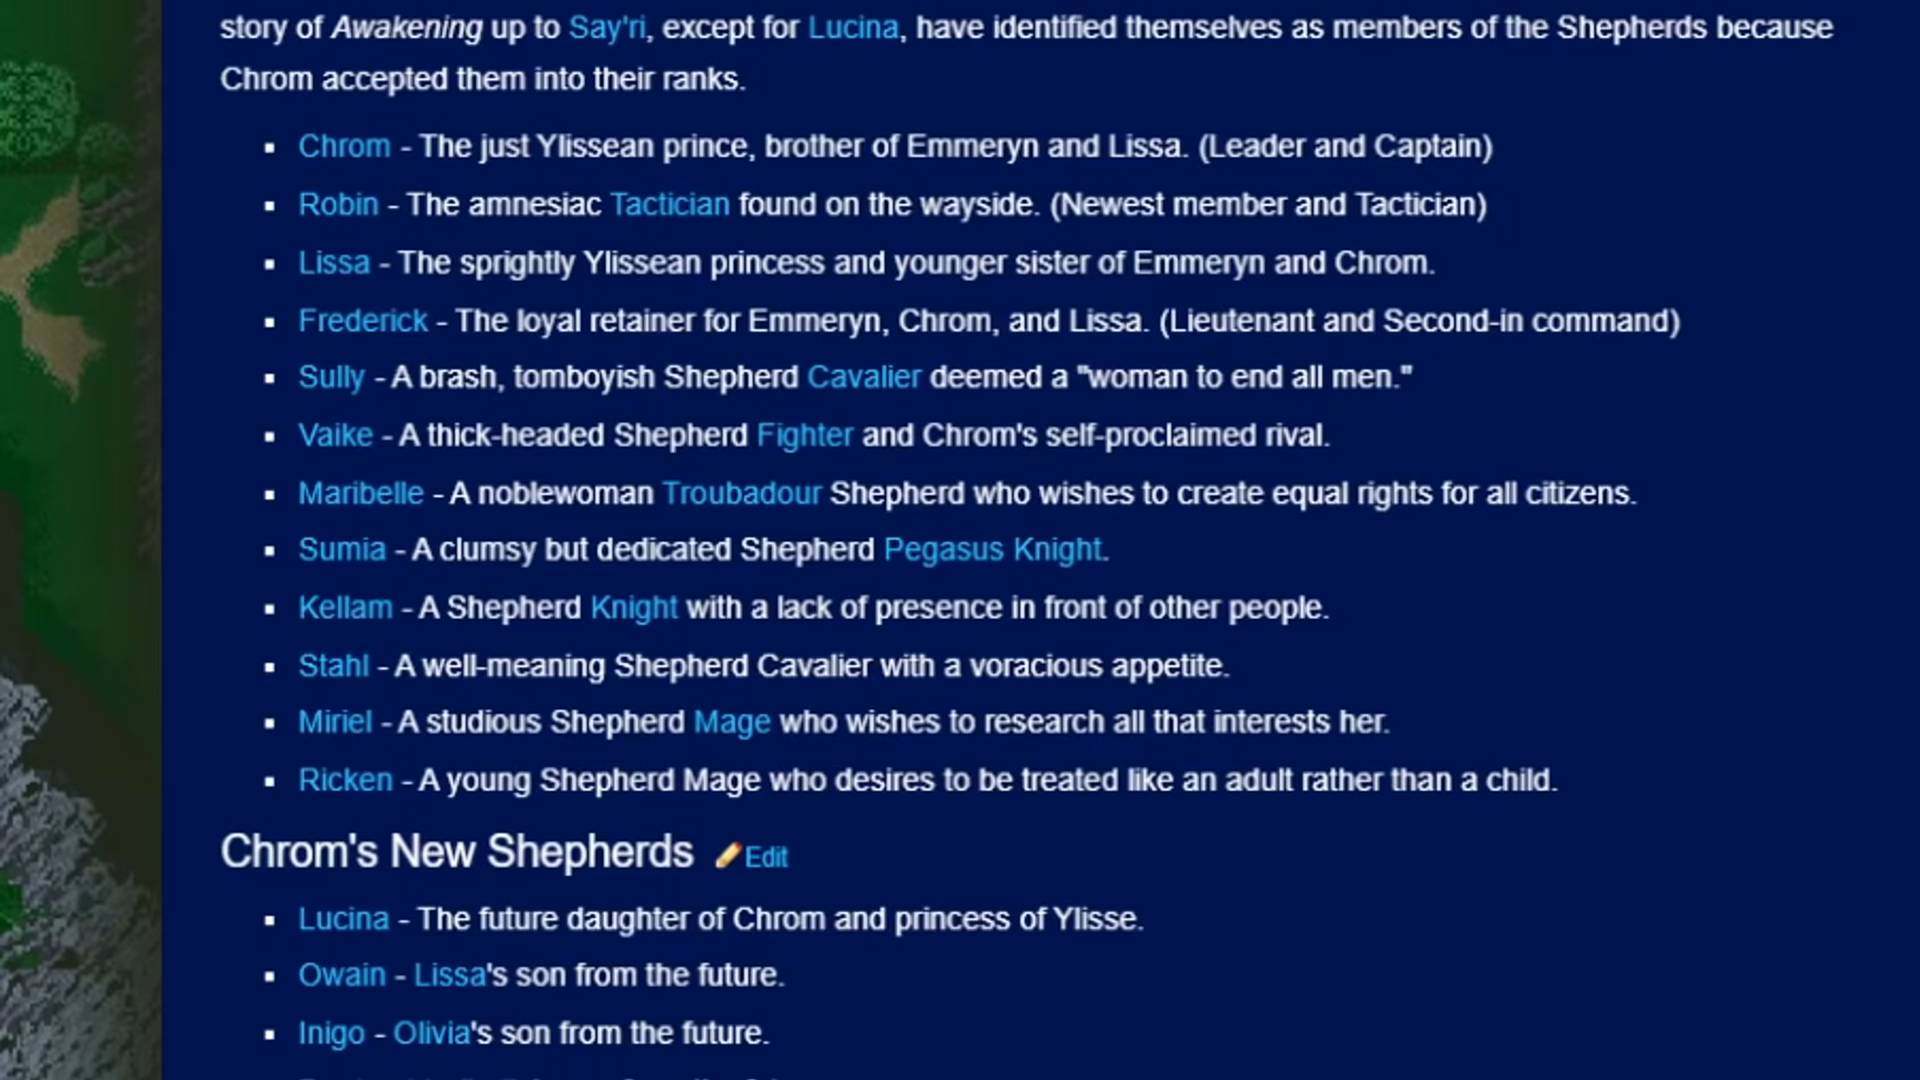 story of Awakening up to Say'ri, except for Lucina, have identified themselves as members of the Shepherds because
Chrom accepted them into their ranks.
▪ Chrom - The just Ylissean prince, brother of Emmeryn and Lissa. (Leader and Captain)
▪ Robin - The amnesiac Tactician found on the wayside. (Newest member and Tactician)
▪ Lissa - The sprightly Ylissean princess and younger sister of Emmeryn and Chrom.
▪ Frederick - The loyal retainer for Emmeryn, Chrom, and Lissa. (Lieutenant and Second-in command)
▪ Sully - A brash, tomboyish Shepherd Cavalier deemed a "woman to end all men."
▪ Vaike - A thick-headed Shepherd Fighter and Chrom's self-proclaimed rival.
▪ Maribelle - A noblewoman Troubadour Shepherd who wishes to create equal rights for all citizens.
▪ Sumia - A clumsy but dedicated Shepherd Pegasus Knight.
▪ Kellam - A Shepherd Knight with a lack of presence in front of other people.
▪ Stahl - A well-meaning Shepherd Cavalier with a voracious appetite.
▪ Miriel - A studious Shepherd Mage who wishes to research all that interests her.
▪ Ricken - A young Shepherd Mage who desires to be treated like an adult rather than a child.
Chrom's New Shepherds Edit
▪ Lucina - The future daughter of Chrom and princess of Ylisse.
▪ Owain - Lissa's son from the future.
▪ Inigo - Olivia's son from the future.